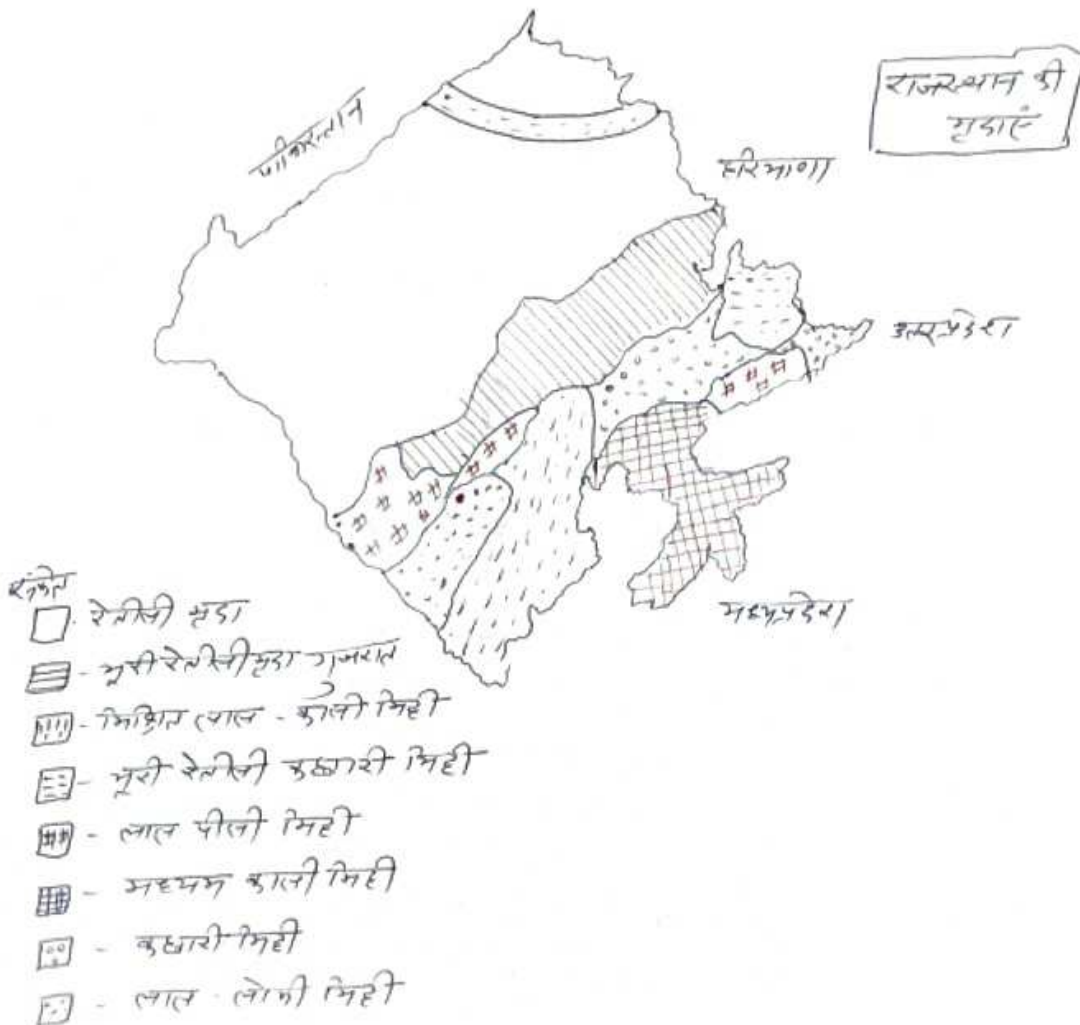 राजस्थान की
मृदाएं
पाकिस्तान
हरियाणा
उत्तरप्रदेश
मध्यप्रदेश
संकेत
रेतीली मृदा
- भूरी रेतीली मृदा गुजरात
- मिश्रित लाल - काली मिट्टी
- भूरी रेतीली कछारी मिट्टी
- लाल पीली मिट्टी
- मध्यम काली मिट्टी
- कछारी मिट्टी
- लाल - लोमी मिट्टी